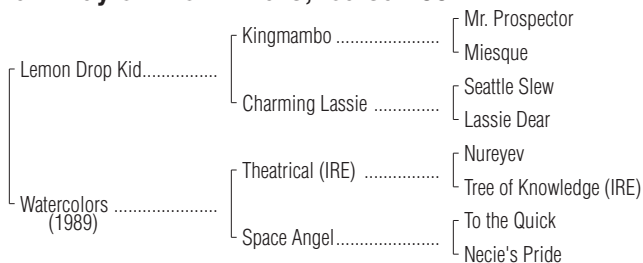 Mr. Prospector
Kingmambo ..................
Miesque
Lemon Drop Kid...............
Seattle Slew
Charming Lassie ..............
Lassie Dear
Nureyev
Theatrical (IRE) ................
Tree of Knowledge (IRE)
Watercolors .....................
(1989)
To the Quick
Space Angel......................
Necie's Pride